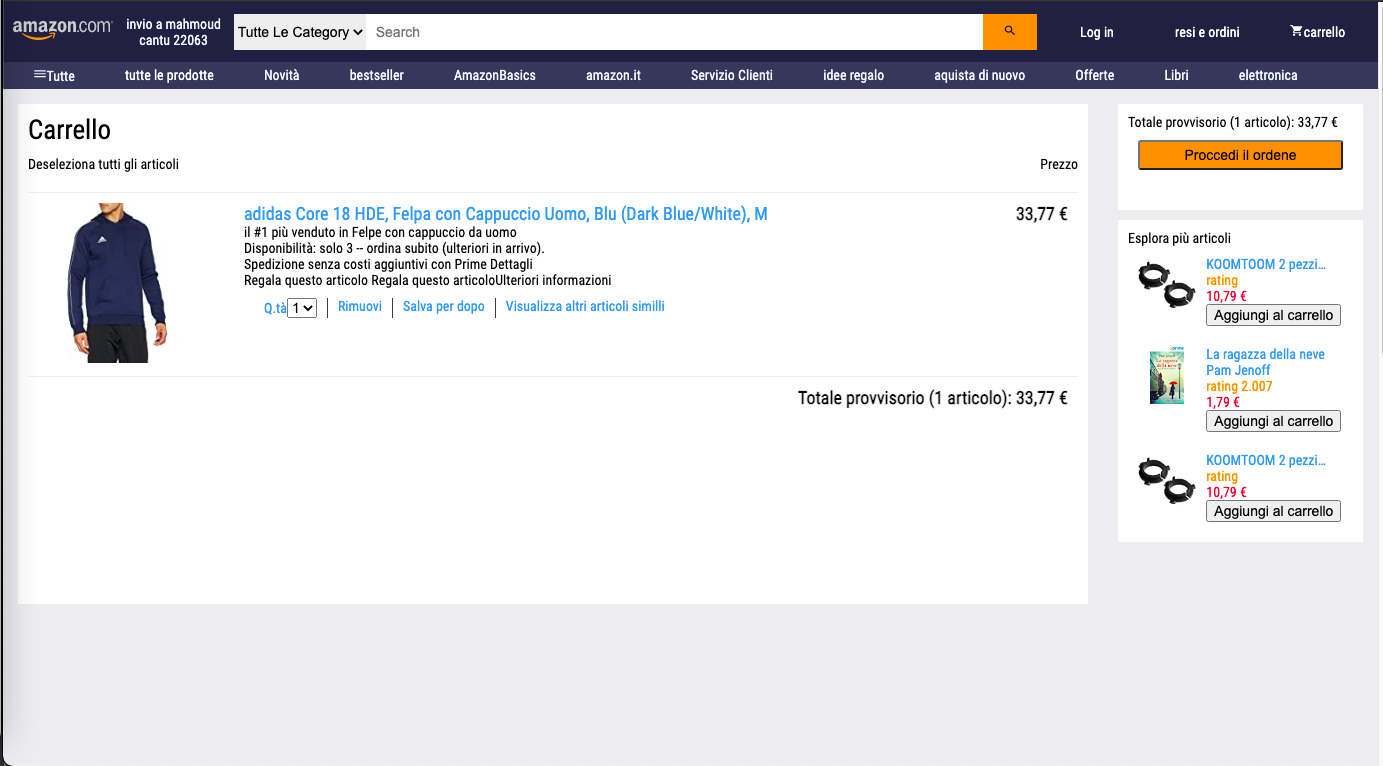 amazon.com
invio a mahmoud
cantu 22063
Tutte Le Category
Search
Log in
resi e ordini
carrello
Tutte
tutte le prodotte
Novità
bestseller
AmazonBasics
amazon.it
Servizio Clienti
idee regalo
aquista di nuovo
Offerte
Libri
elettronica
Carrello
Deseleziona tutti gli articoli
Prezzo
adidas Core 18 HDE, Felpa con Cappuccio Uomo, Blu (Dark Blue/White), M
33,77 €
il #1 più venduto in Felpe con cappuccio da uomo
Disponibilità: solo 3 -- ordina subito (ulteriori in arrivo).
Spedizione senza costi aggiuntivi con Prime Dettagli
Regala questo articolo Regala questo articoloUlteriori informazioni
Q.tà 1
Rimuovi
Salva per dopo
Visualizza altri articoli similli
Totale provvisorio (1 articolo): 33,77 €
Totale provvisorio (1 articolo): 33,77 €
Proccedi il ordene
Esplora più articoli
KOOMTOOM 2 pezzi...
rating
10,79 €
Aggiungi al carrello
La ragazza della neve
Pam Jenoff
rating 2.007
1,79 €
Aggiungi al carrello
KOOMTOOM 2 pezzi...
rating
10,79 €
Aggiungi al carrello